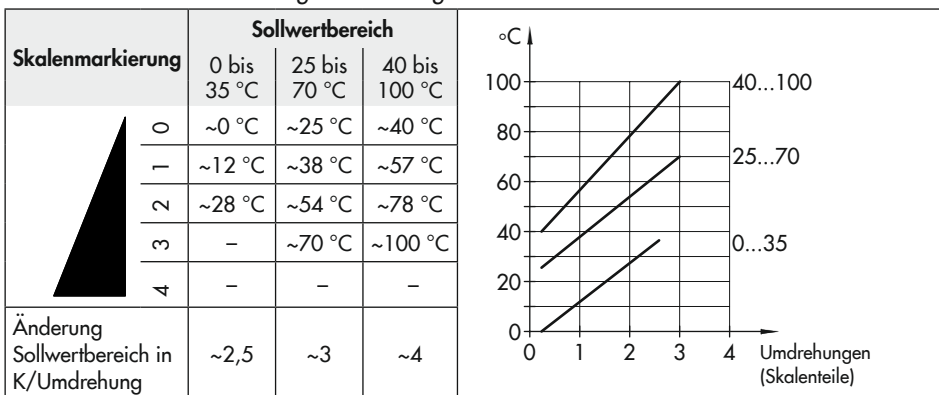 Skalenmarkierung
Sollwertbereich
0 bis 35 °C
25 bis 70 °C
40 bis 100 °C
0 ~0 °C ~25 °C ~40 °C
1 ~12 °C ~38 °C ~57 °C
2 ~28 °C ~54 °C ~78 °C
3 – ~70 °C ~100 °C
4 – – –
Änderung
Sollwertbereich in
K/Umdrehung
~2,5 ~3 ~4
°C
100
80
60
40
20
0
40...100
25...70
0...35
0 1 2 3 4
Umdrehungen
(Skalenteile)